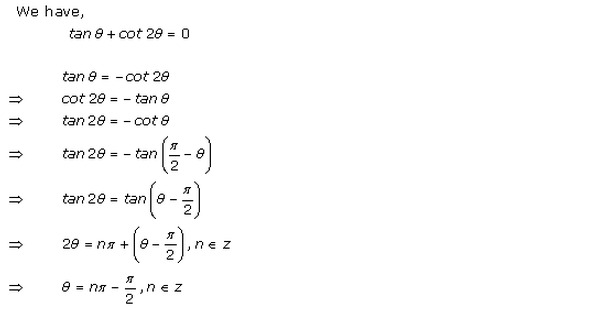 We have,
tan θ + cot 2θ = 0
tan θ = − cot 2θ
⇒ cot 2θ = − tan θ
⇒ tan 2θ = − cot θ
⇒ tan 2θ = − tan (π/2 − θ)
⇒ tan 2θ = tan (θ − π/2)
⇒ 2θ = nπ + (θ − π/2), n ∈ z
⇒ θ = nπ − π/2, n ∈ z